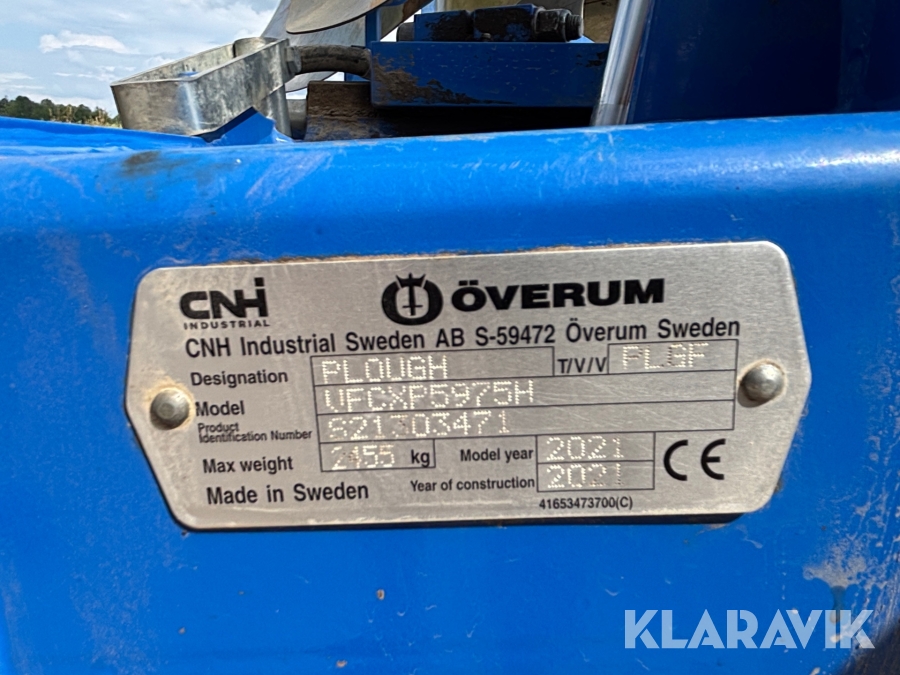 CNH
INDUSTRIAL
ÖVERUM
CNH Industrial Sweden AB S-59472 Överum Sweden
Designation PLOUGH T/V/V PLGF
Model VFCXP5975H
Product
Identification Number 821303471
Max weight 2455 kg Model year 2021
Made in Sweden Year of construction 2021
CE
41653473700(C)
KLARAVIK